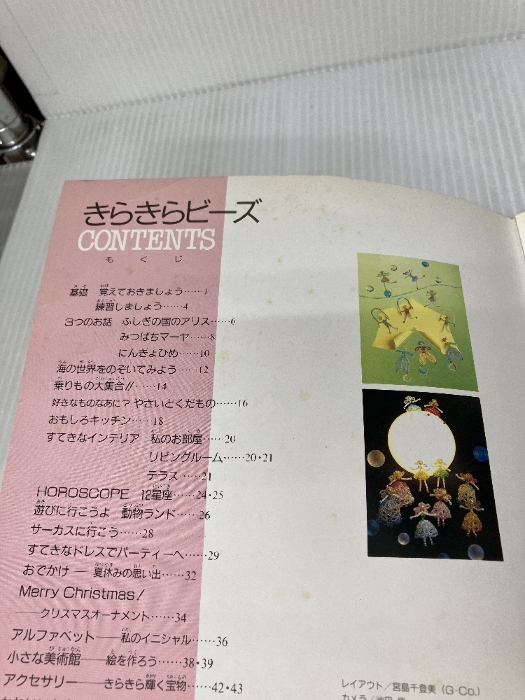 きらきらビーズ
CONTENTS
もくじ
基礎 覚えておきましょう……1
練習しましょう……4
3つのお話 ふしぎの国のアリス……6
みつばちマーヤ……8
にんぎょひめ……10
海の世界をのぞいてみよう……12
乗りもの大集合!!……14
好きなものなあに? やさいとくだもの……16
おもしろキッチン……18
すてきなインテリア 私のお部屋……20
リビングルーム……20・21
テラス……21
HOROSCOPE 12星座……24・25
遊びに行こうよ 動物ランド……26
サーカスに行こう……28
すてきなドレスでパーティーへ……29
おでかけ──夏休みの思い出……32
Merry Christmas!
──クリスマスオーナメント……34
アルファベット──私のイニシャル……36
小さな美術館──絵を作ろう……38・39
アクセサリー──きらきら輝く宝物……42・43
レイアウト/宮島千登美(G-Co.)
カメラ/